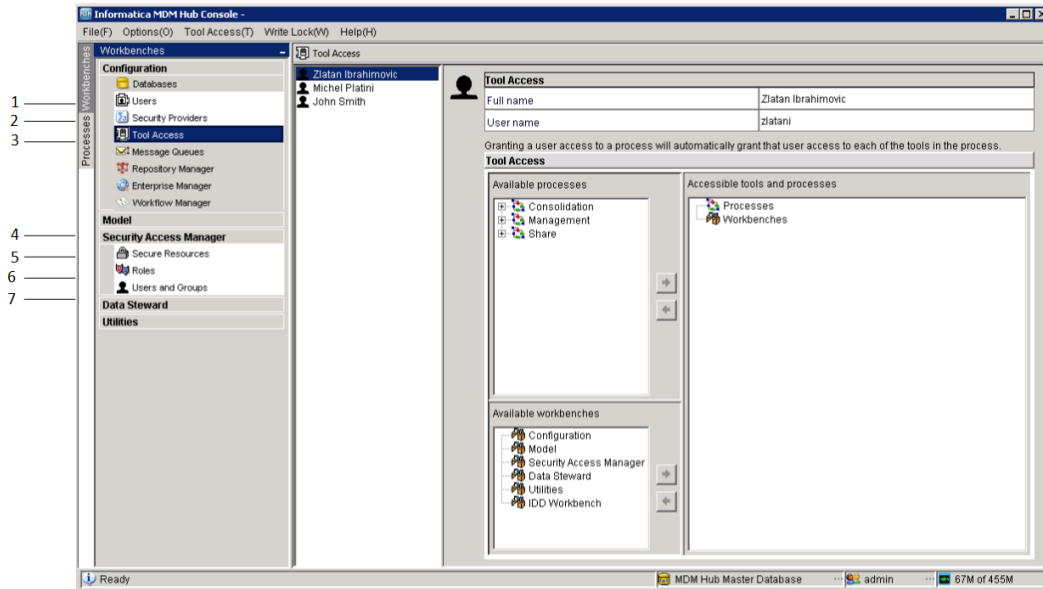 Informatica MDM Hub Console -
File(F) Options(O) Tool Access(T) Write Lock(W) Help(H)
Workbenches
Processes
Workbenches
Configuration
Databases
1
Users
2
Security Providers
3
Tool Access
Message Queues
Repository Manager
Enterprise Manager
Workflow Manager
Model
4
Security Access Manager
5
Secure Resources
6
Roles
7
Users and Groups
Data Steward
Utilities
Tool Access
Zlatan Ibrahimovic
Michel Platini
John Smith
Tool Access
Full name Zlatan Ibrahimovic
User name zlatani
Granting a user access to a process will automatically grant that user access to each of the tools in the process.
Tool Access
Available processes
Consolidation
Management
Share
Available workbenches
Configuration
Model
Security Access Manager
Data Steward
Utilities
IDD Workbench
Accessible tools and processes
Processes
Workbenches
Ready
MDM Hub Master Database
admin
67M of 455M